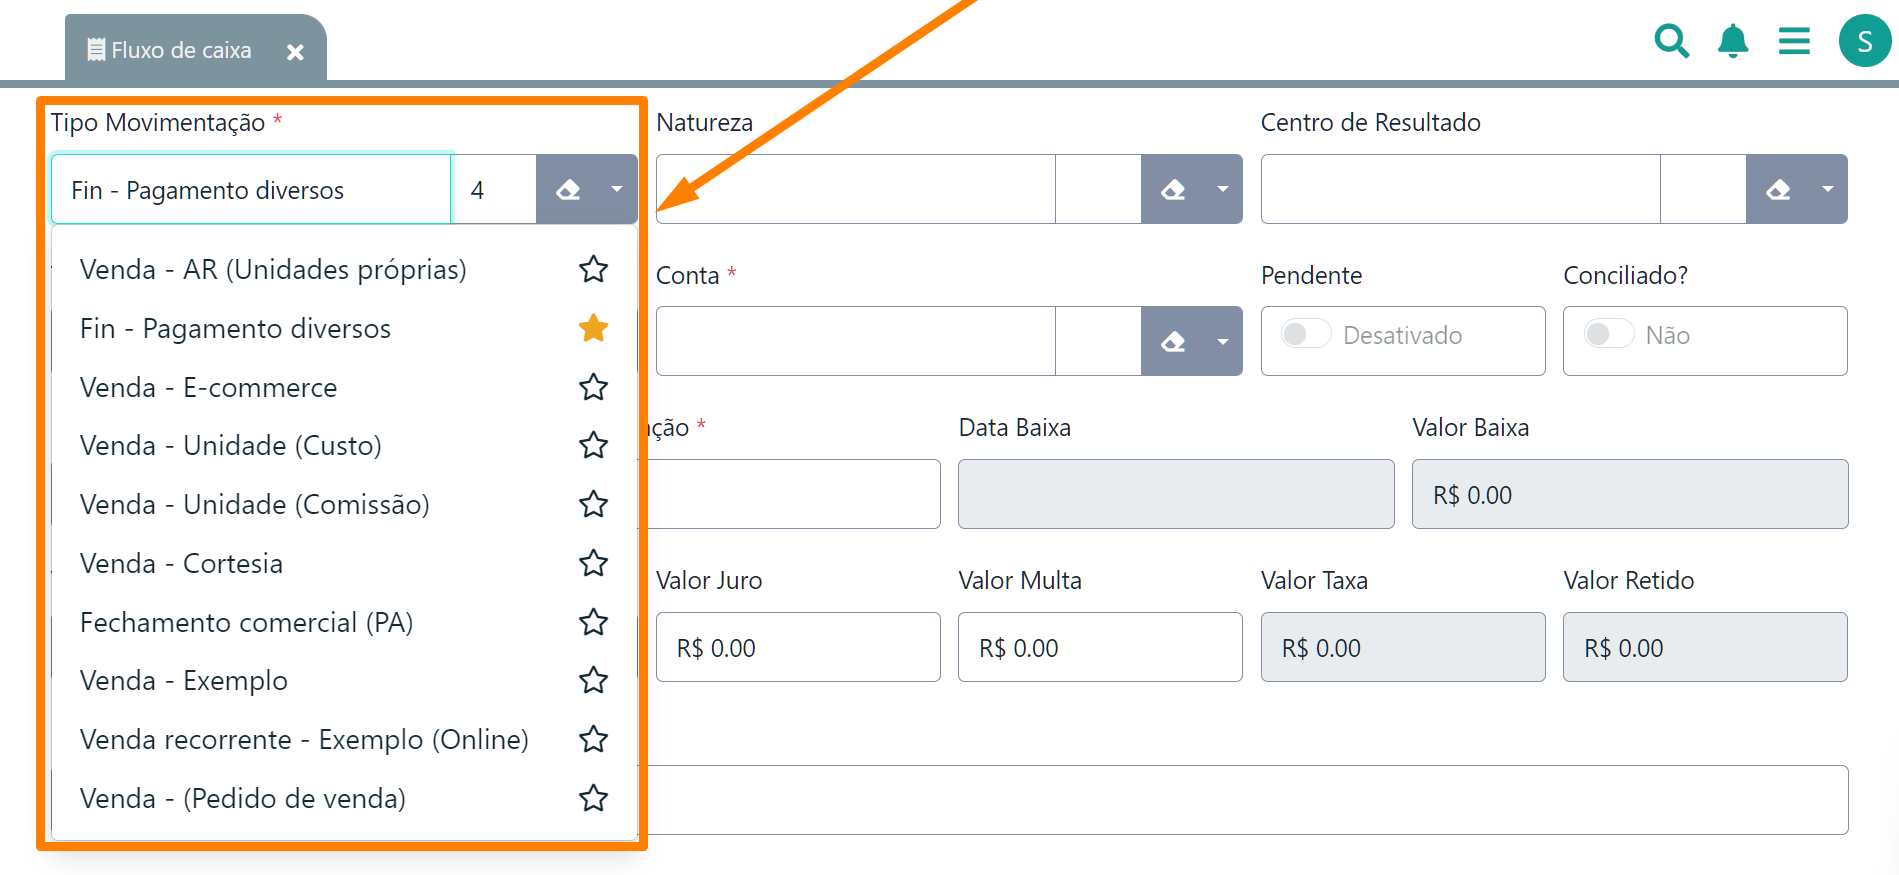 Fluxo de caixa
S
Tipo Movimentação *
Natureza
Centro de Resultado
Fin - Pagamento diversos
4
Venda - AR (Unidades próprias)
Fin - Pagamento diversos
Venda - E-commerce
Venda - Unidade (Custo)
Venda - Unidade (Comissão)
Venda - Cortesia
Fechamento comercial (PA)
Venda - Exemplo
Venda recorrente - Exemplo (Online)
Venda - (Pedido de venda)
Conta *
Pendente
Conciliado?
Desativado
Não
ção *
Data Baixa
Valor Baixa
R$ 0.00
Valor Juro
Valor Multa
Valor Taxa
Valor Retido
R$ 0.00
R$ 0.00
R$ 0.00
R$ 0.00